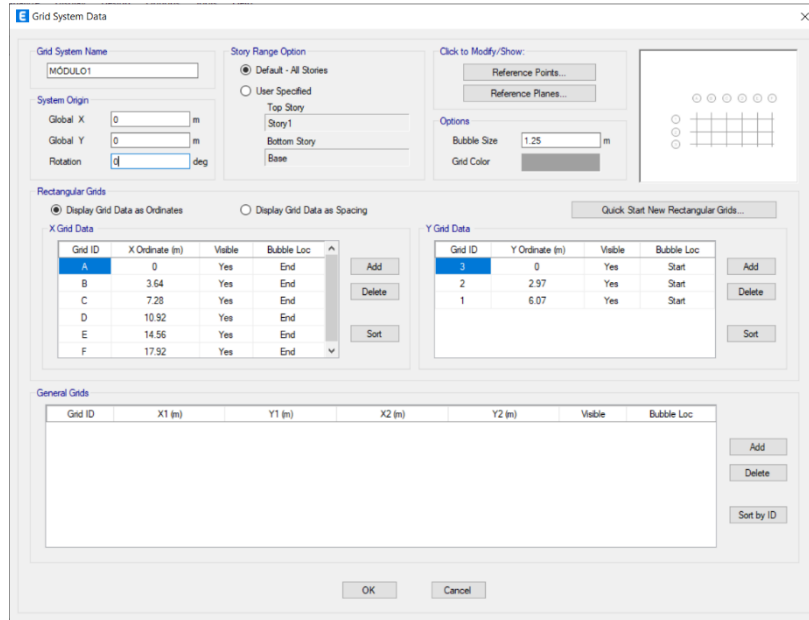 E Grid System Data
Grid System Name
MÓDULO1
System Origin
Global X 0 m
Global Y 0 m
Rotation 0 deg
Story Range Option
Default - All Stories
User Specified
Top Story
Story1
Bottom Story
Base
Click to Modify/Show:
Reference Points...
Reference Planes...
Options
Bubble Size 1.25 m
Grid Color
Rectangular Grids
Display Grid Data as Ordinates Display Grid Data as Spacing Quick Start New Rectangular Grids...
X Grid Data
Grid ID X Ordinate (m) Visible Bubble Loc
A 0 Yes End
B 3.64 Yes End
C 7.28 Yes End
D 10.92 Yes End
E 14.56 Yes End
F 17.92 Yes End
Add
Delete
Sort
Y Grid Data
Grid ID Y Ordinate (m) Visible Bubble Loc
3 0 Yes Start
2 2.97 Yes Start
1 6.07 Yes Start
Add
Delete
Sort
General Grids
Grid ID X1 (m) Y1 (m) X2 (m) Y2 (m) Visible Bubble Loc
Add
Delete
Sort by ID
OK Cancel